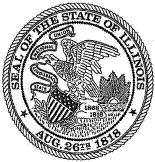 SEAL OF THE STATE OF ILLINOIS
AUG. 26TH 1818
1868
1818